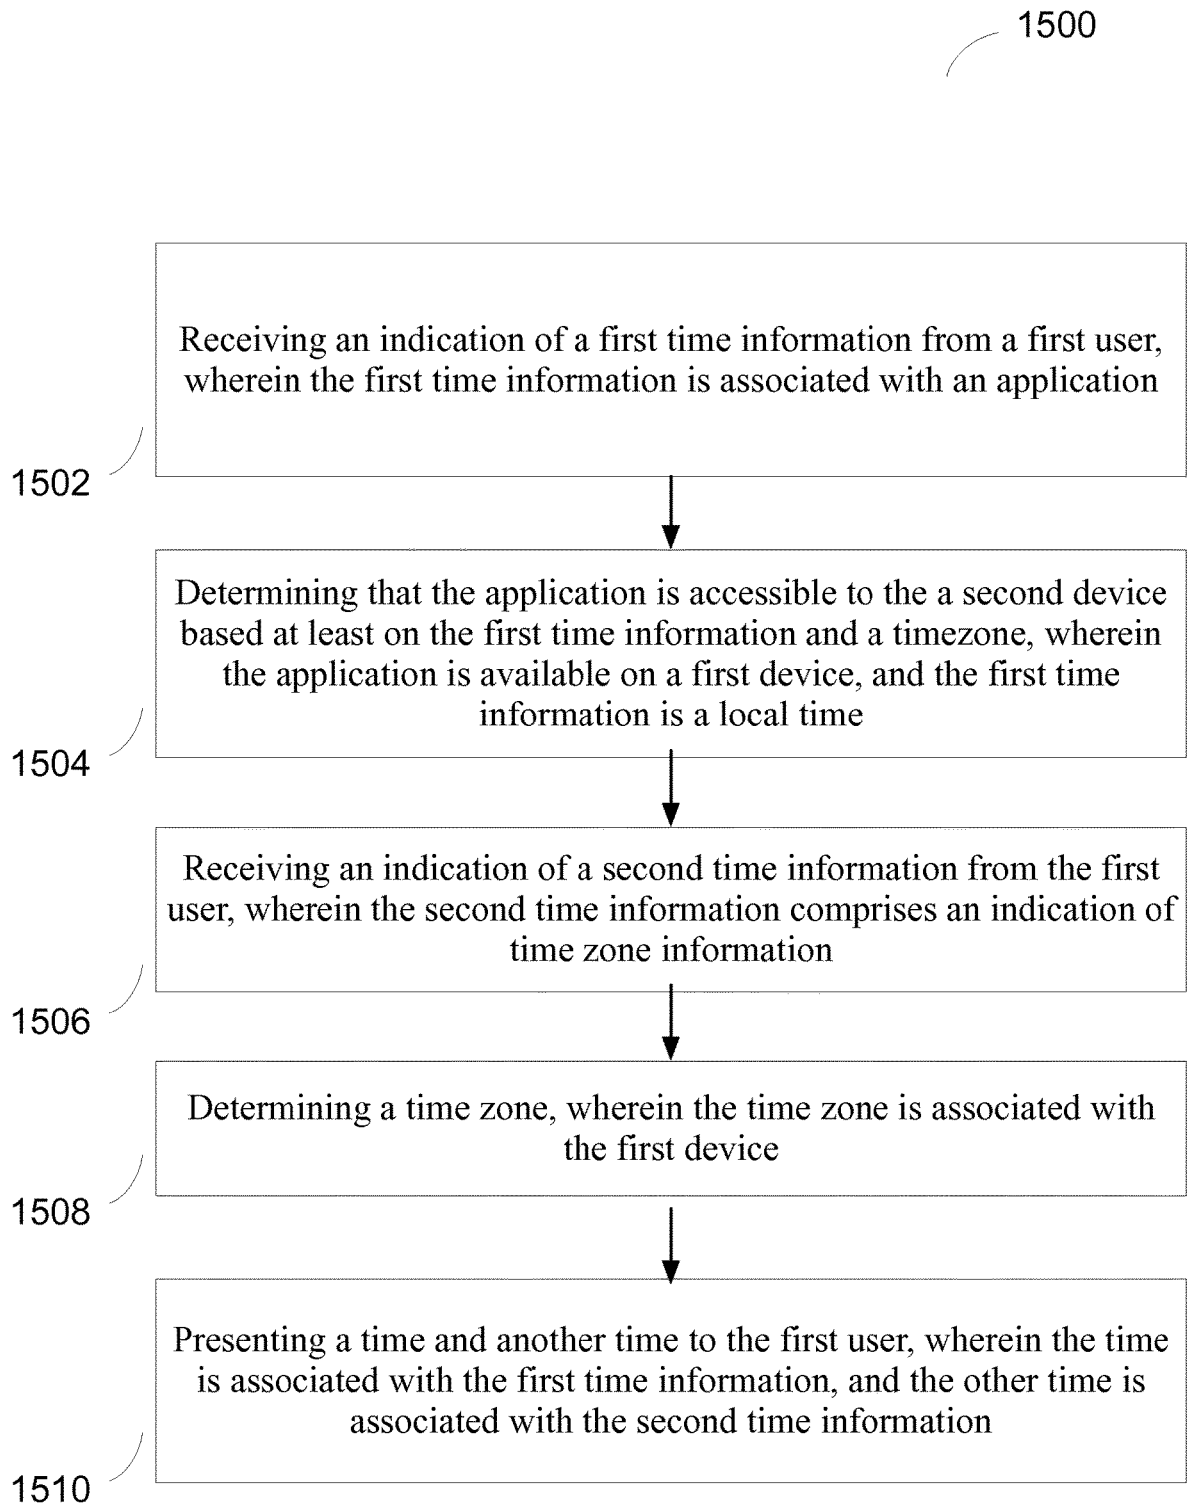 1500
Receiving an indication of a first time information from a first user,
wherein the first time information is associated with an application
1502
Determining that the application is accessible to the a second device
based at least on the first time information and a timezone, wherein
the application is available on a first device, and the first time
information is a local time
1504
Receiving an indication of a second time information from the first
user, wherein the second time information comprises an indication of
time zone information
1506
Determining a time zone, wherein the time zone is associated with
the first device
1508
Presenting a time and another time to the first user, wherein the time
is associated with the first time information, and the other time is
associated with the second time information
1510